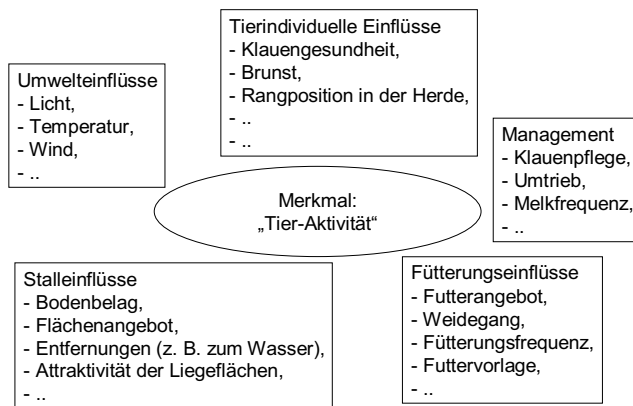 Tierindividuelle Einflüsse
- Klauengesundheit,
- Brunst,
- Rangposition in der Herde,
- ..
- ..
Umwelteinflüsse
- Licht,
- Temperatur,
- Wind,
- ..
Management
- Klauenpflege,
- Umtrieb,
- Melkfrequenz,
- ..
Merkmal:
„Tier-Aktivität“
Stalleinflüsse
- Bodenbelag,
- Flächenangebot,
- Entfernungen (z. B. zum Wasser),
- Attraktivität der Liegeflächen,
- ..
Fütterungseinflüsse
- Futterangebot,
- Weidegang,
- Fütterungsfrequenz,
- Futtervorlage,
- ..